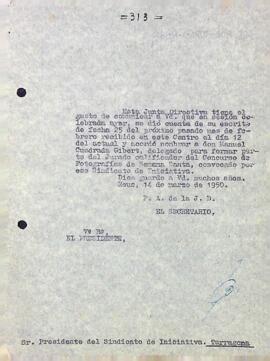 =313=
Esta Junta Directiva tiene el
gusto de comunicar a Vd. que en sesión ce
lebrada ayer, se dió cuenta de su escrito
de fecha 25 del próximo pasado mes de fe
brero recibido en este Centro el día 12
del actual y acordó nombrar a don Manuel
Cuadrada Gibert, delegado para formar par
te del Jurado calificador del Concurso de
Fotografías de Semana Santa, convocado por
ese Sindicato de Iniciativa.
Dios guarde a Vd. muchos años.
Reus, 14 de marzo de 1950.
P. A. de la J. D.
EL SECRETARIO,
Vº Bº,
EL PRESIDENTE,
Sr. Presidente del Sindicato de Iniciativa. Tarragona